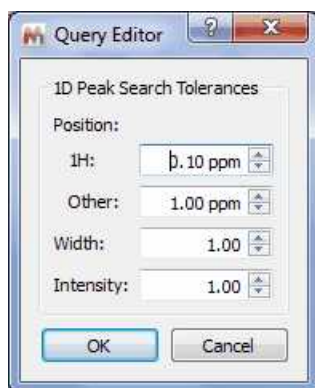 Query Editor
1D Peak Search Tolerances
Position:
1H: 0.10 ppm
Other: 1.00 ppm
Width: 1.00
Intensity: 1.00
OK Cancel